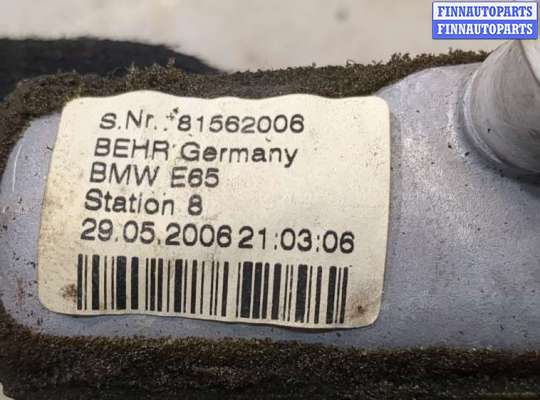 FINNAUTOPARTS
FINNAUTOPARTS
S.Nr.: 81562006
BEHR Germany
BMW E65
Station 8
29.05.2006 21:03:06